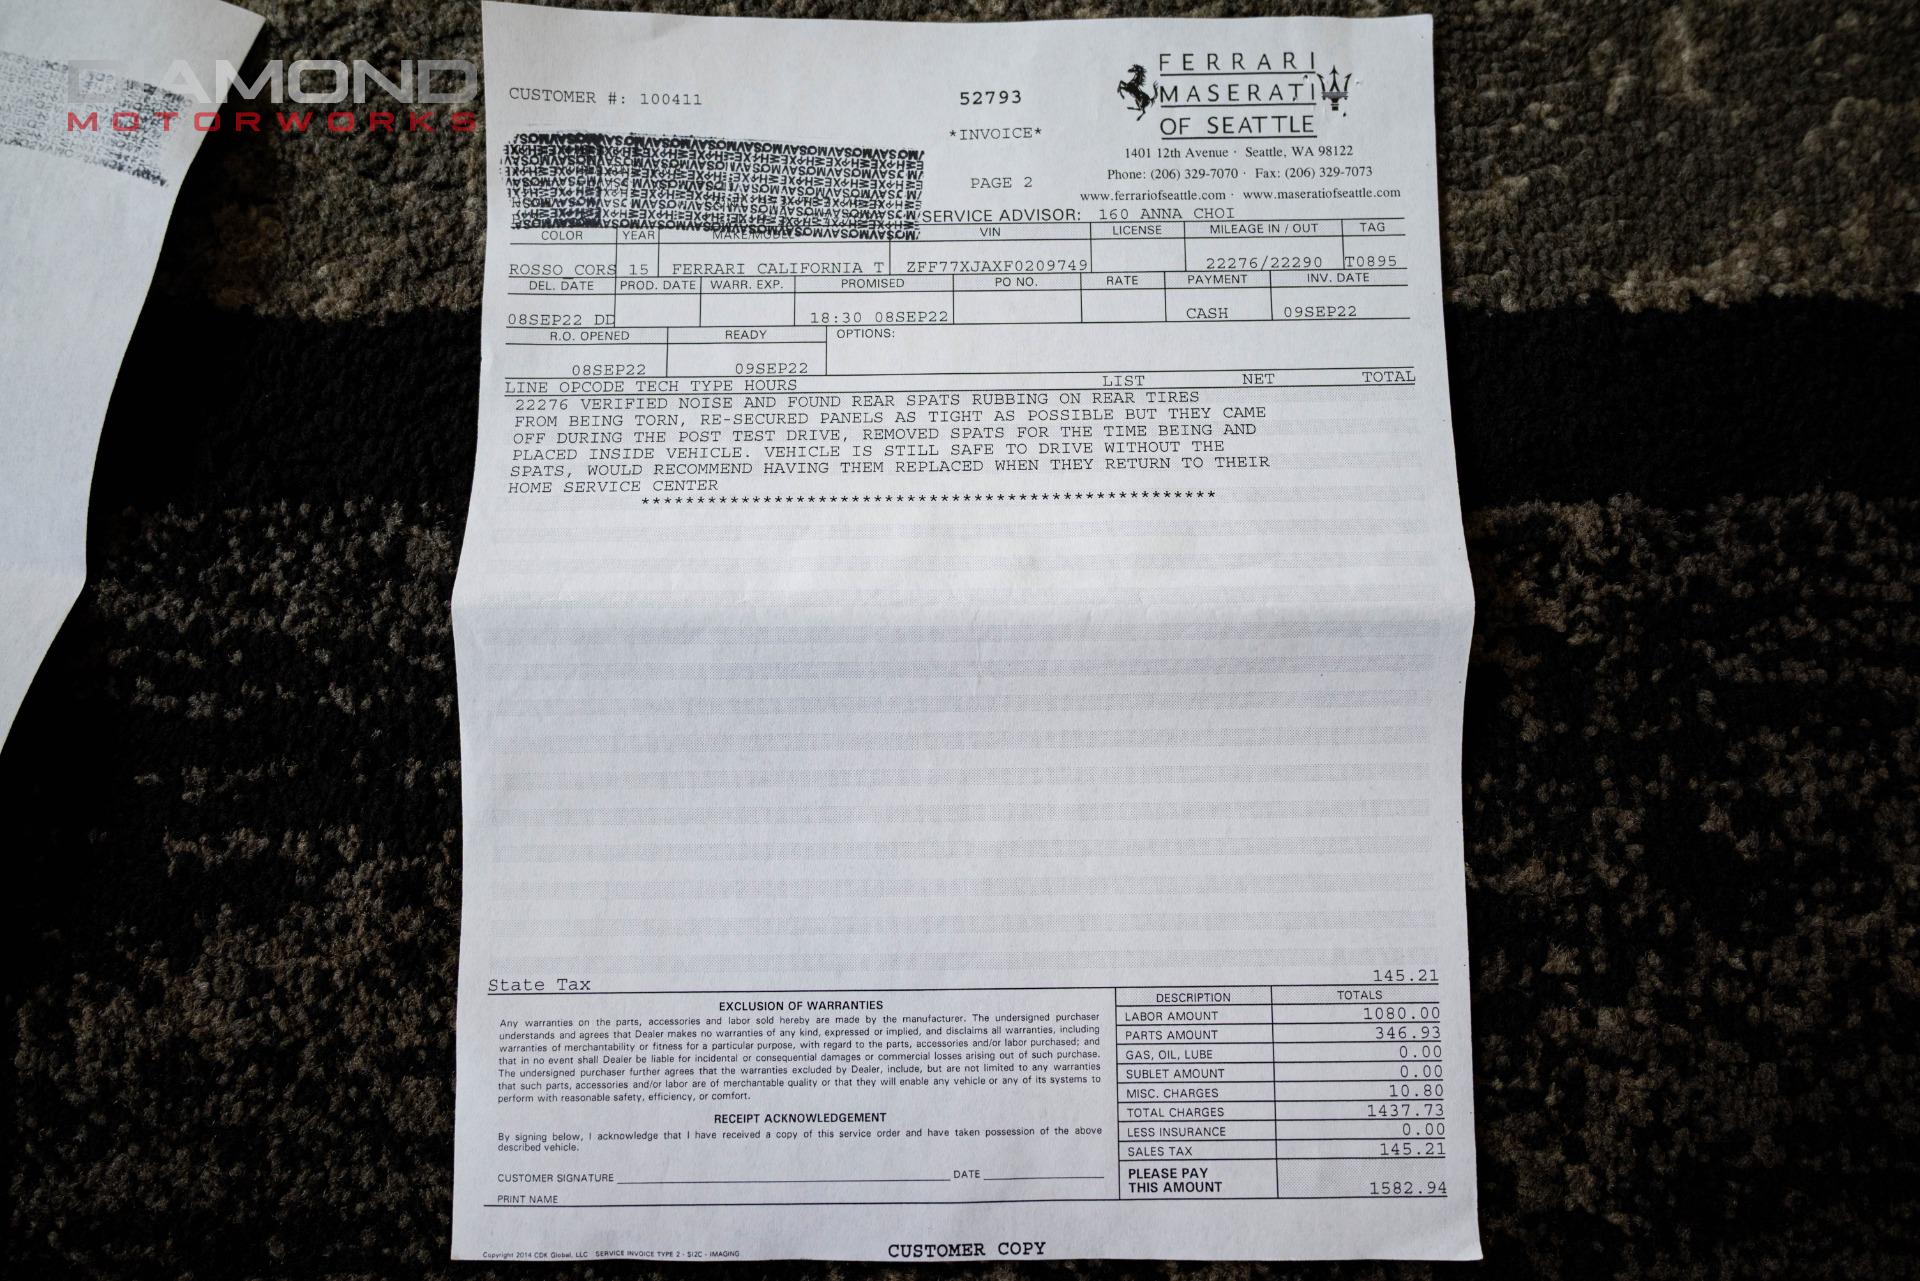 DIAMOND
MOTORWORKS
CUSTOMER #: 100411
52793
*INVOICE*
PAGE 2
FERRARI
MASERATI
OF SEATTLE
1401 12th Avenue · Seattle, WA 98122
Phone: (206) 329-7070 · Fax: (206) 329-7073
www.ferrariofseattle.com · www.maseratiofseattle.com
SERVICE ADVISOR: 160 ANNA CHOI
COLOR YEAR MAKE/MODEL VIN LICENSE MILEAGE IN / OUT TAG
ROSSO CORS 15 FERRARI CALIFORNIA T ZFF77XJAXF0209749 22276/22290 T0895
DEL. DATE PROD. DATE WARR. EXP. PROMISED PO NO. RATE PAYMENT INV. DATE
08SEP22 DD 18:30 08SEP22 CASH 09SEP22
R.O. OPENED READY OPTIONS:
08SEP22 09SEP22
LINE OPCODE TECH TYPE HOURS LIST NET TOTAL
22276 VERIFIED NOISE AND FOUND REAR SPATS RUBBING ON REAR TIRES
FROM BEING TORN, RE-SECURED PANELS AS TIGHT AS POSSIBLE BUT THEY CAME
OFF DURING THE POST TEST DRIVE, REMOVED SPATS FOR THE TIME BEING AND
PLACED INSIDE VEHICLE. VEHICLE IS STILL SAFE TO DRIVE WITHOUT THE
SPATS, WOULD RECOMMEND HAVING THEM REPLACED WHEN THEY RETURN TO THEIR
HOME SERVICE CENTER
****************************************************
State Tax 145.21
EXCLUSION OF WARRANTIES
Any warranties on the parts, accessories and labor sold hereby are made by the manufacturer. The undersigned purchaser
understands and agrees that Dealer makes no warranties of any kind, expressed or implied, and disclaims all warranties, including
warranties of merchantability or fitness for a particular purpose, with regard to the parts, accessories and/or labor purchased; and
that in no event shall Dealer be liable for incidental or consequential damages or commercial losses arising out of such purchase.
The undersigned purchaser further agrees that the warranties excluded by Dealer, include, but are not limited to any warranties
that such parts, accessories and/or labor are of merchantable quality or that they will enable any vehicle or any of its systems to
perform with reasonable safety, efficiency, or comfort.
RECEIPT ACKNOWLEDGEMENT
By signing below, I acknowledge that I have received a copy of this service order and have taken possession of the above
described vehicle.
CUSTOMER SIGNATURE DATE
PRINT NAME
DESCRIPTION TOTALS
LABOR AMOUNT 1080.00
PARTS AMOUNT 346.93
GAS, OIL, LUBE 0.00
SUBLET AMOUNT 0.00
MISC. CHARGES 10.80
TOTAL CHARGES 1437.73
LESS INSURANCE 0.00
SALES TAX 145.21
PLEASE PAY
THIS AMOUNT 1582.94
Copyright 2014 CDK Global, LLC SERVICE INVOICE TYPE 2 - SI2C - IMAGING
CUSTOMER COPY